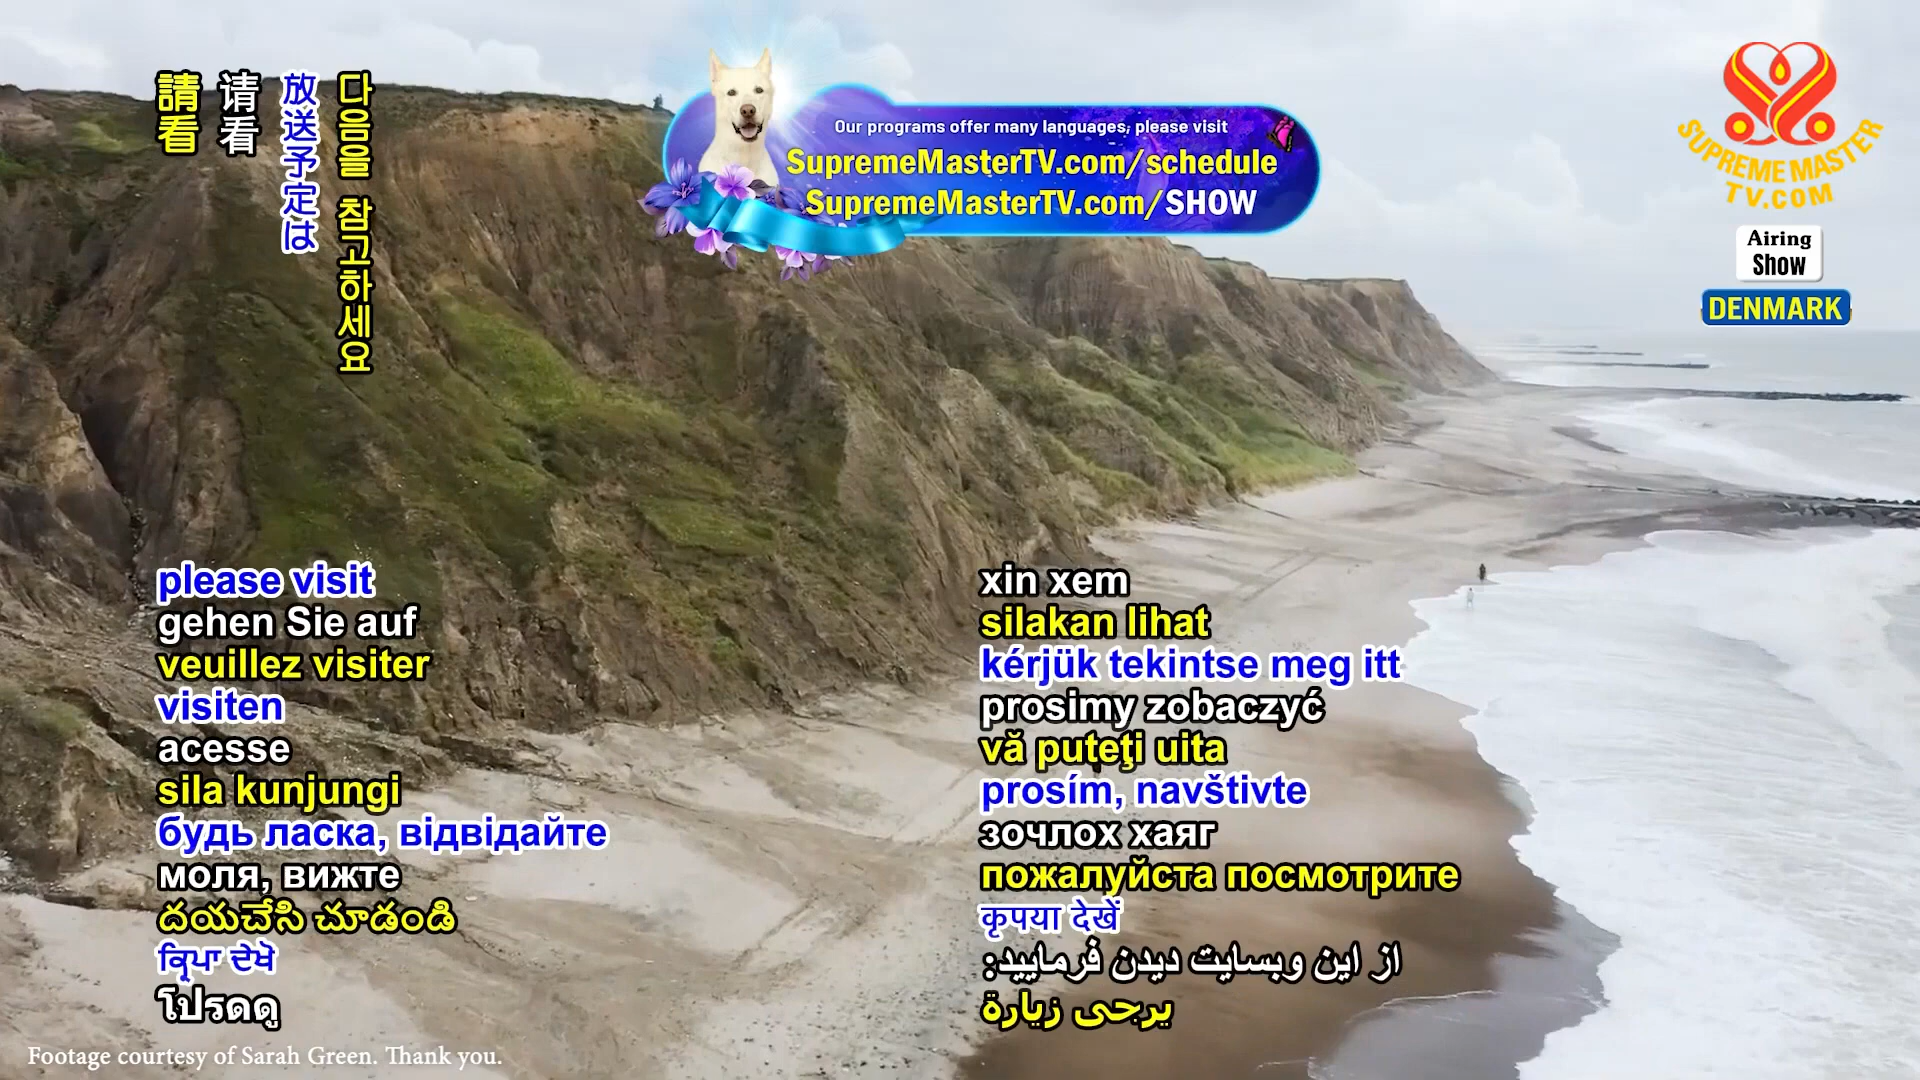 請看
请看
放送予定は
다음을 참고하세요
Our programs offer many languages, please visit
SupremeMasterTV.com/schedule
SupremeMasterTV.com/SHOW
SUPREME MASTER
TV.COM
Airing
Show
DENMARK
please visit
gehen Sie auf
veuillez visiter
visiten
acesse
sila kunjungi
будь ласка, відвідайте
моля, вижте
దయచేసి చూడండి
ਕ੍ਰਿਪਾ ਦੇਖੋ
โปรดดู
xin xem
silakan lihat
kérjük tekintse meg itt
prosimy zobaczyć
vă puteţi uita
prosím, navštivte
зочлох хаяг
пожалуйста посмотрите
कृपया देखें
از این وبسایت دیدن فرمایید:
يرجى زيارة
Footage courtesy of Sarah Green. Thank you.